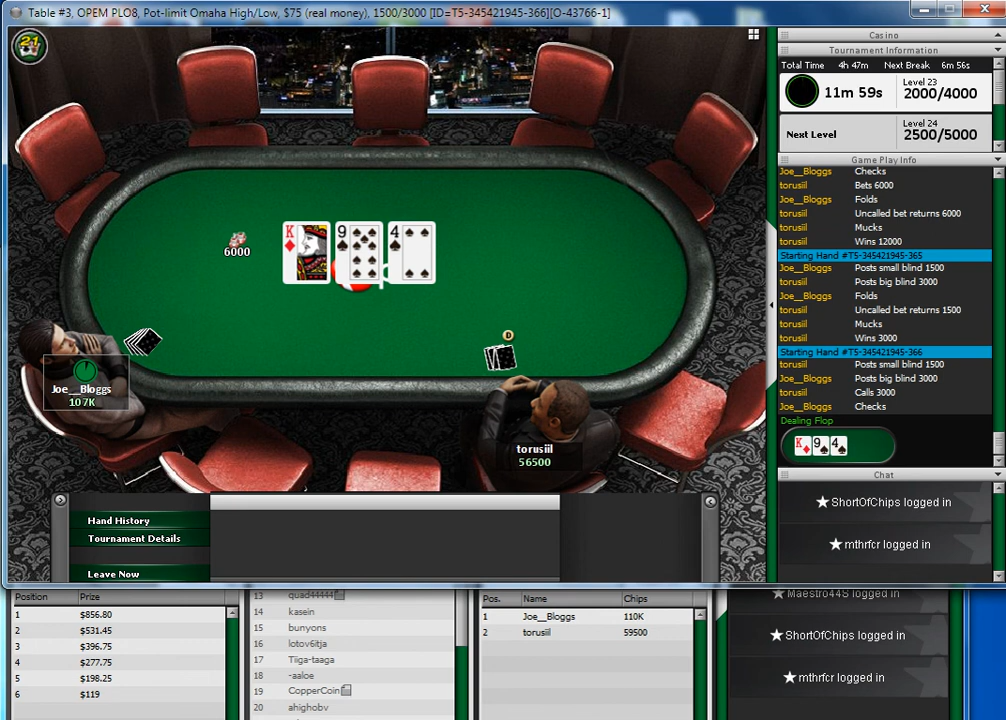 Table #3, OPEM PLO8, Pot-limit Omaha High/Low, $75 (real money), 1500/3000 [ID=T5-345421945-366][O-43766-1]
21
6000
K 9 4
D
Joe__Bloggs
107K
torusiil
56500
Hand History
Tournament Details
Leave Now
Casino
Tournament Information
Total Time 4h 47m Next Break 6m 56s
11m 59s
Level 23
2000/4000
Next Level
Level 24
2500/5000
Game Play Info
Joe__Bloggs Checks
torusiil Bets 6000
Joe__Bloggs Folds
torusiil Uncalled bet returns 6000
torusiil Mucks
torusiil Wins 12000
Starting Hand #T5-345421945-365
Joe__Bloggs Posts small blind 1500
torusiil Posts big blind 3000
Joe__Bloggs Folds
torusiil Uncalled bet returns 1500
torusiil Mucks
torusiil Wins 3000
Starting Hand #T5-345421945-366
torusiil Posts small blind 1500
Joe__Bloggs Posts big blind 3000
torusiil Calls 3000
Joe__Bloggs Checks
Dealing Flop
K 9 4
Chat
ShortOfChips logged in
mthrfcr logged in
Position Prize
1 $856.80
2 $531.45
3 $396.75
4 $277.75
5 $198.25
6 $119
13 quad44444
14 kasein
15 bunyons
16 lotov6itja
17 Tiiga-taaga
18 -aaloe
19 CopperCoin
20 ahighobv
Pos. Name Chips
1 Joe__Bloggs 110K
2 torusiil 59500
Maestro44S logged in
ShortOfChips logged in
mthrfcr logged in